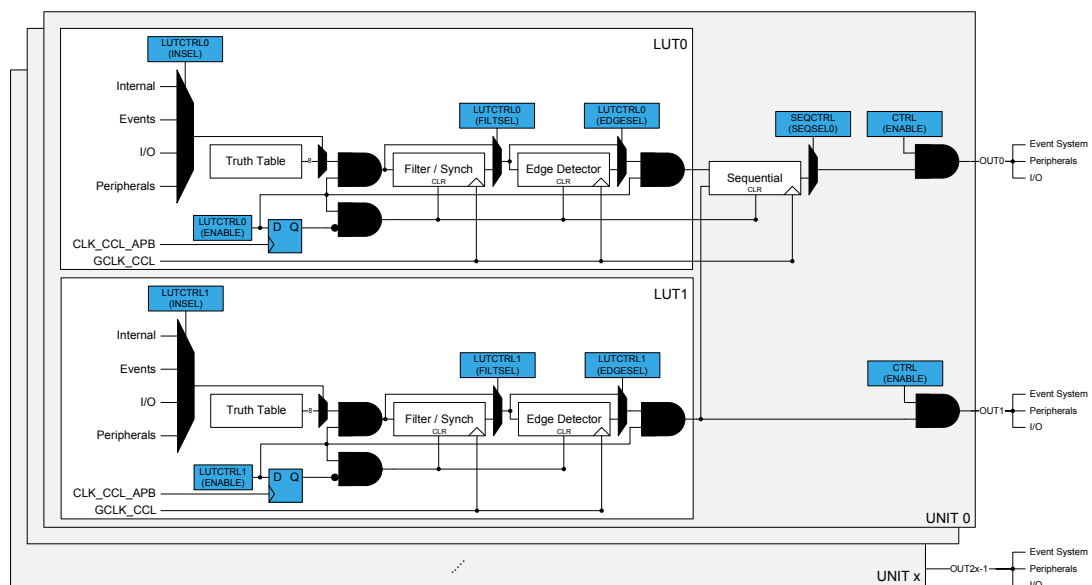 LUTCTRL0
(INSEL)
LUT0
Internal
Events
I/O
Peripherals
Truth Table
8
LUTCTRL0
(FILTSEL)
LUTCTRL0
(EDGESEL)
Filter / Synch
CLR
Edge Detector
CLR
LUTCTRL0
(ENABLE)
D Q
CLK_CCL_APB
GCLK_CCL
SEQCTRL
(SEQSEL0)
Sequential
CLR
CTRL
(ENABLE)
OUT0
Event System
Peripherals
I/O
LUTCTRL1
(INSEL)
LUT1
Internal
Events
I/O
Peripherals
Truth Table
8
LUTCTRL1
(FILTSEL)
LUTCTRL1
(EDGESEL)
Filter / Synch
CLR
Edge Detector
CLR
LUTCTRL1
(ENABLE)
D Q
CLK_CCL_APB
GCLK_CCL
CTRL
(ENABLE)
OUT1
Event System
Peripherals
I/O
UNIT 0
UNIT x
OUT2x-1
Event System
Peripherals
I/O